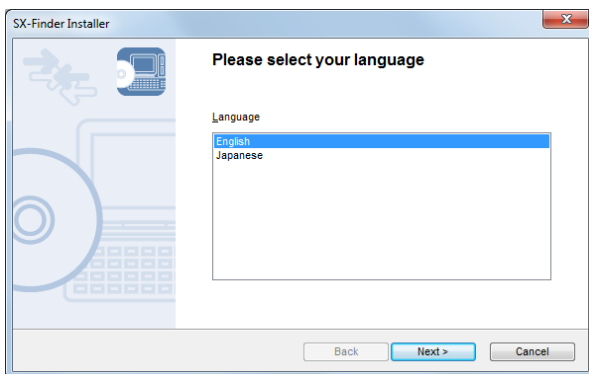 SX-Finder Installer
Please select your language
Language
English
Japanese
Back
Next >
Cancel